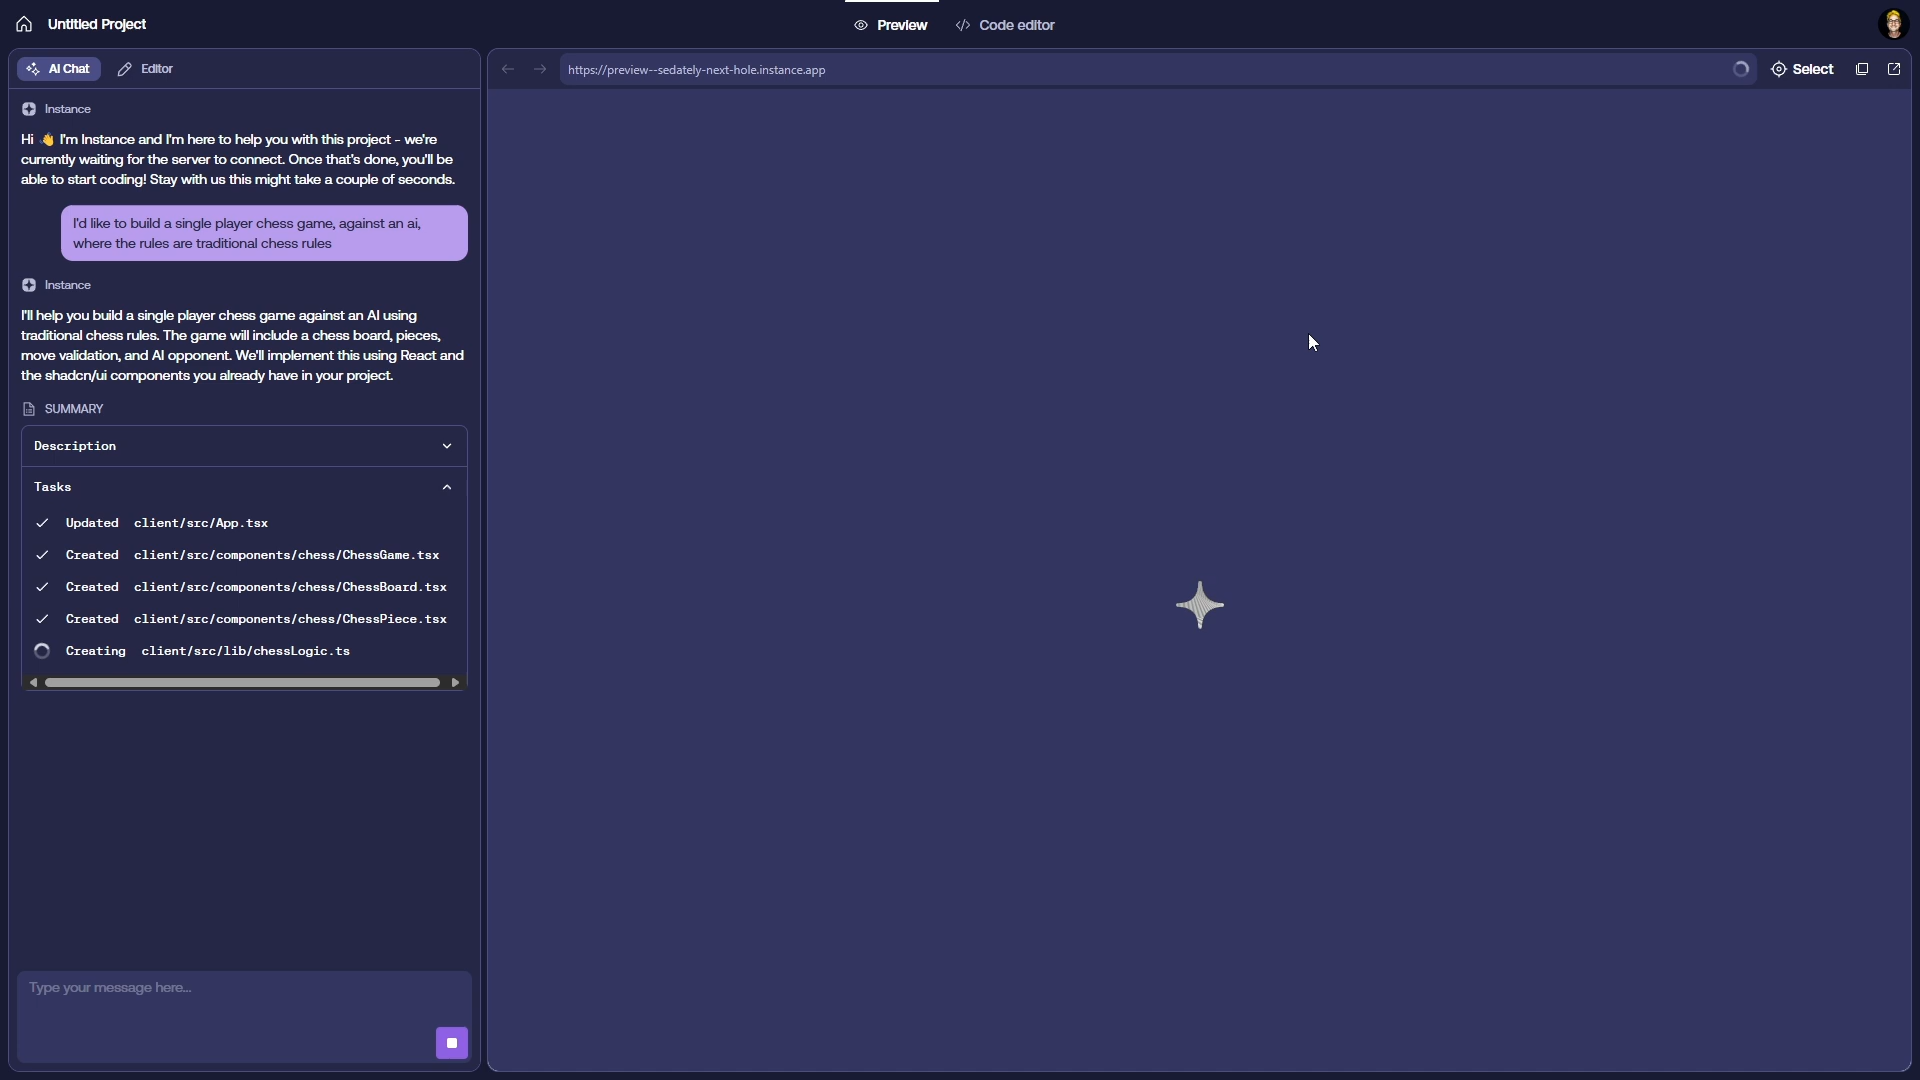 Untitled Project
Preview
Code editor
AI Chat
Editor
https://preview--sedately-next-hole.instance.app
Select
Instance
Hi 👋 I'm Instance and I'm here to help you with this project - we're
currently waiting for the server to connect. Once that's done, you'll be
able to start coding! Stay with us this might take a couple of seconds.
I'd like to build a single player chess game, against an ai,
where the rules are traditional chess rules
Instance
I'll help you build a single player chess game against an AI using
traditional chess rules. The game will include a chess board, pieces,
move validation, and AI opponent. We'll implement this using React and
the shadcn/ui components you already have in your project.
SUMMARY
Description
Tasks
Updated client/src/App.tsx
Created client/src/components/chess/ChessGame.tsx
Created client/src/components/chess/ChessBoard.tsx
Created client/src/components/chess/ChessPiece.tsx
Creating client/src/lib/chessLogic.ts
Type your message here...